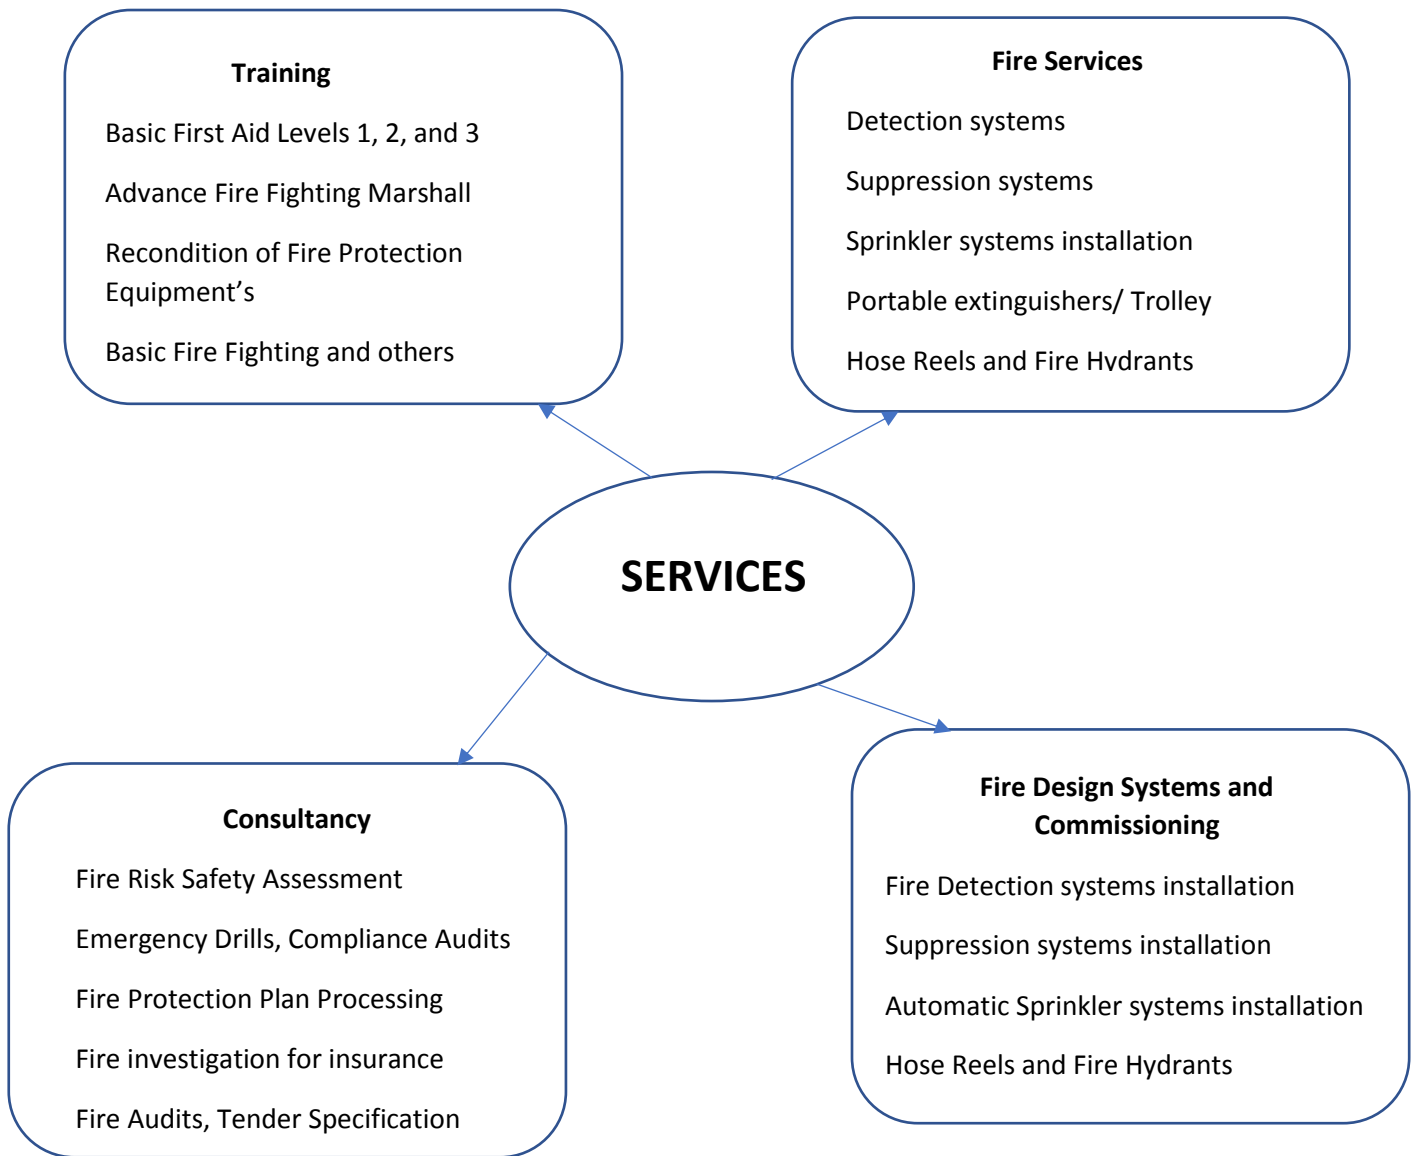 Training
Basic First Aid Levels 1, 2, and 3
Advance Fire Fighting Marshall
Recondition of Fire Protection
Equipment’s
Basic Fire Fighting and others
Fire Services
Detection systems
Suppression systems
Sprinkler systems installation
Portable extinguishers/ Trolley
Hose Reels and Fire Hydrants
SERVICES
Consultancy
Fire Risk Safety Assessment
Emergency Drills, Compliance Audits
Fire Protection Plan Processing
Fire investigation for insurance
Fire Audits, Tender Specification
Fire Design Systems and
Commissioning
Fire Detection systems installation
Suppression systems installation
Automatic Sprinkler systems installation
Hose Reels and Fire Hydrants